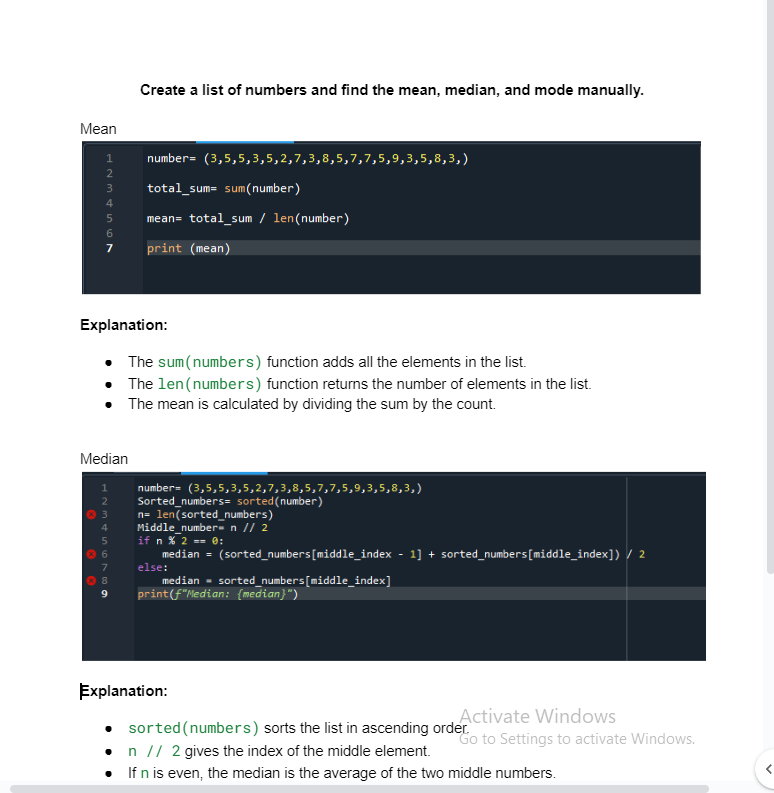 Create a list of numbers and find the mean, median, and mode manually.
Mean
1 number= (3,5,5,3,5,2,7,3,8,5,7,7,5,9,3,5,8,3,)
2
3 total_sum= sum(number)
4
5 mean= total_sum / len(number)
6
7 print (mean)
Explanation:
• The sum(numbers) function adds all the elements in the list.
• The len(numbers) function returns the number of elements in the list.
• The mean is calculated by dividing the sum by the count.
Median
1 number= (3,5,5,3,5,2,7,3,8,5,7,7,5,9,3,5,8,3,)
2 Sorted_numbers= sorted(number)
3 n= len(sorted_numbers)
4 Middle_number= n // 2
5 if n % 2 == 0:
6 median = (sorted_numbers[middle_index - 1] + sorted_numbers[middle_index]) / 2
7 else:
8 median = sorted_numbers[middle_index]
9 print(f"Median: {median}")
Explanation:
• sorted(numbers) sorts the list in ascending order.
• n // 2 gives the index of the middle element.
• If n is even, the median is the average of the two middle numbers.
Activate Windows
Go to Settings to activate Windows.